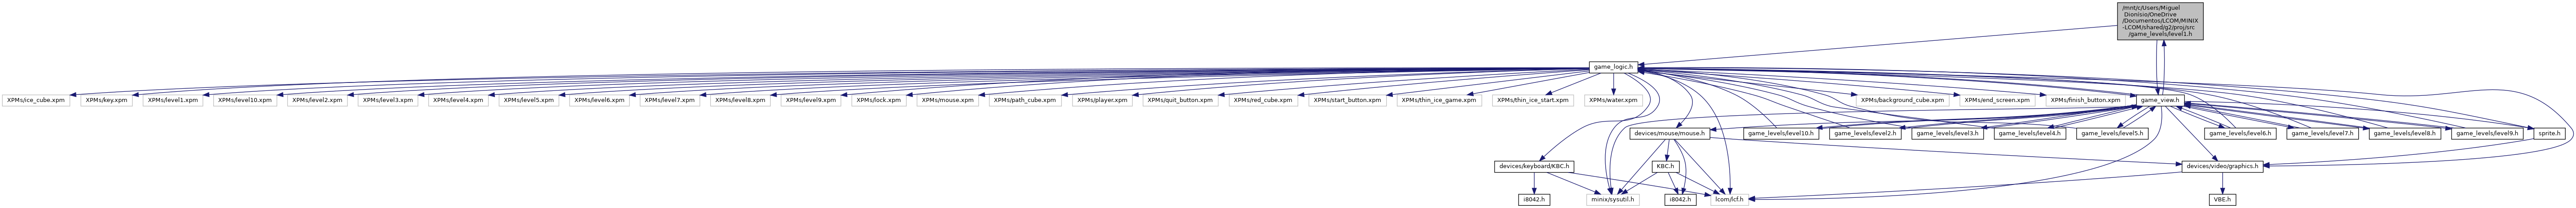 /mnt/c/Users/Miguel
Dionísio/OneDrive
/Documentos/LCOM/MINIX
-LCOM/shared/g2/proj/src
/game_levels/level1.h
game_logic.h
XPMs/ice_cube.xpm
XPMs/key.xpm
XPMs/level1.xpm
XPMs/level10.xpm
XPMs/level2.xpm
XPMs/level3.xpm
XPMs/level4.xpm
XPMs/level5.xpm
XPMs/level6.xpm
XPMs/level7.xpm
XPMs/level8.xpm
XPMs/level9.xpm
XPMs/lock.xpm
XPMs/mouse.xpm
XPMs/path_cube.xpm
XPMs/player.xpm
XPMs/quit_button.xpm
XPMs/red_cube.xpm
XPMs/start_button.xpm
XPMs/thin_ice_game.xpm
XPMs/thin_ice_start.xpm
XPMs/water.xpm
XPMs/background_cube.xpm
XPMs/end_screen.xpm
XPMs/finish_button.xpm
game_view.h
devices/mouse/mouse.h
game_levels/level10.h
game_levels/level2.h
game_levels/level3.h
game_levels/level4.h
game_levels/level5.h
game_levels/level6.h
game_levels/level7.h
game_levels/level8.h
game_levels/level9.h
sprite.h
devices/keyboard/KBC.h
KBC.h
devices/video/graphics.h
i8042.h
minix/sysutil.h
i8042.h
lcom/lcf.h
VBE.h